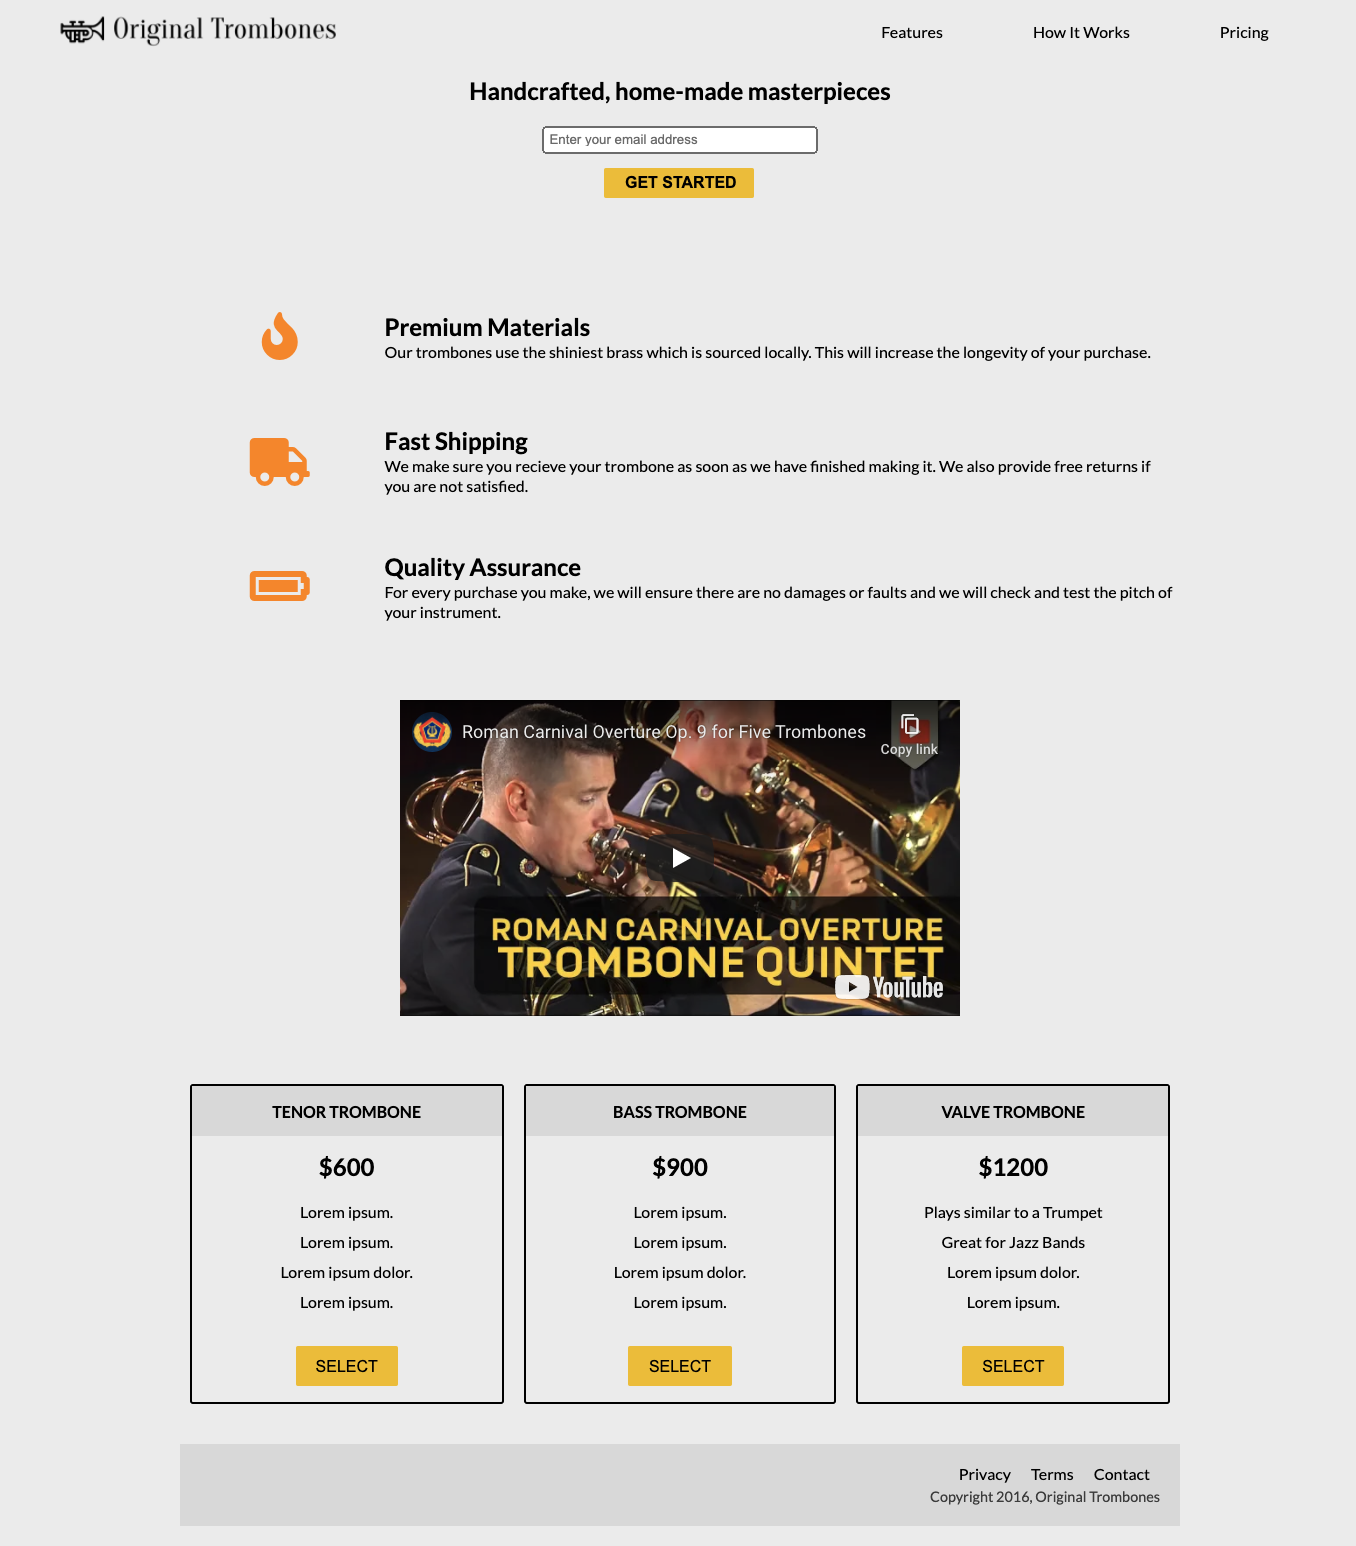 Original Trombones
Features
How It Works
Pricing
Handcrafted, home-made masterpieces
Enter your email address
GET STARTED
Premium Materials
Our trombones use the shiniest brass which is sourced locally. This will increase the longevity of your purchase.
Fast Shipping
We make sure you recieve your trombone as soon as we have finished making it. We also provide free returns if
you are not satisfied.
Quality Assurance
For every purchase you make, we will ensure there are no damages or faults and we will check and test the pitch of
your instrument.
Roman Carnival Overture Op. 9 for Five Trombones
Copy link
ROMAN CARNIVAL OVERTURE
TROMBONE QUINTET
YouTube
TENOR TROMBONE
$600
Lorem ipsum.
Lorem ipsum.
Lorem ipsum dolor.
Lorem ipsum.
SELECT
BASS TROMBONE
$900
Lorem ipsum.
Lorem ipsum.
Lorem ipsum dolor.
Lorem ipsum.
SELECT
VALVE TROMBONE
$1200
Plays similar to a Trumpet
Great for Jazz Bands
Lorem ipsum dolor.
Lorem ipsum.
SELECT
Privacy
Terms
Contact
Copyright 2016, Original Trombones